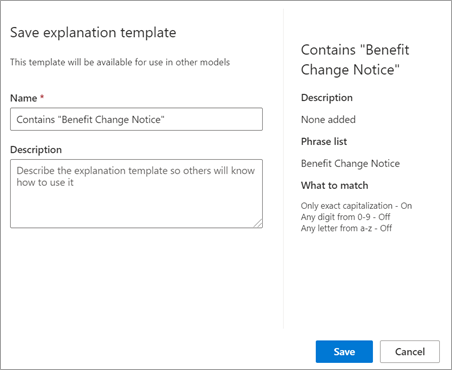 Save explanation template
This template will be available for use in other models
Name *
Contains "Benefit Change Notice"
Description
Describe the explanation template so others will know
how to use it
Contains "Benefit
Change Notice"
Description
None added
Phrase list
Benefit Change Notice
What to match
Only exact capitalization - On
Any digit from 0-9 - Off
Any letter from a-z - Off
Save
Cancel